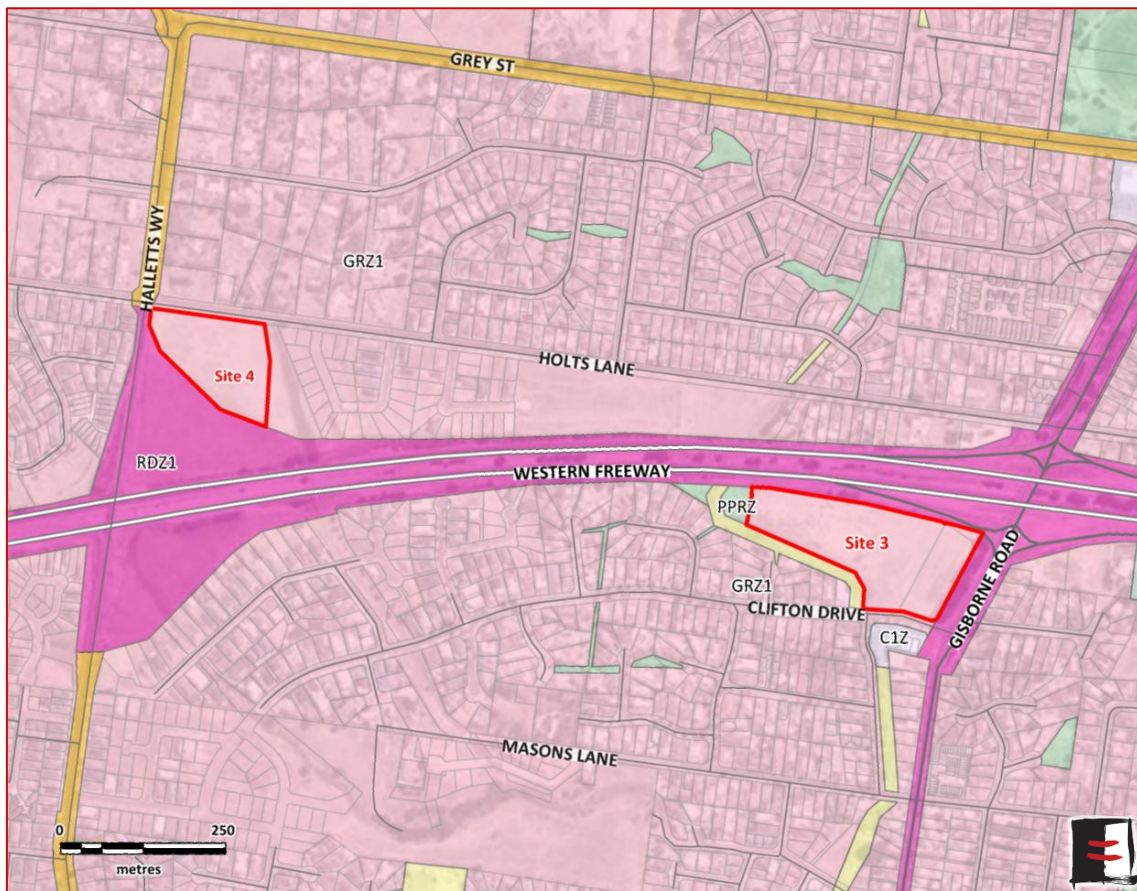 GREY ST
HALLETTS WY
GRZ1
HOLTS LANE
Site 4
RDZ1
WESTERN FREEWAY
PPRZ
Site 3
GISBORNE ROAD
GRZ1
CLIFTON DRIVE
C1Z
MASONS LANE
0 250
metres